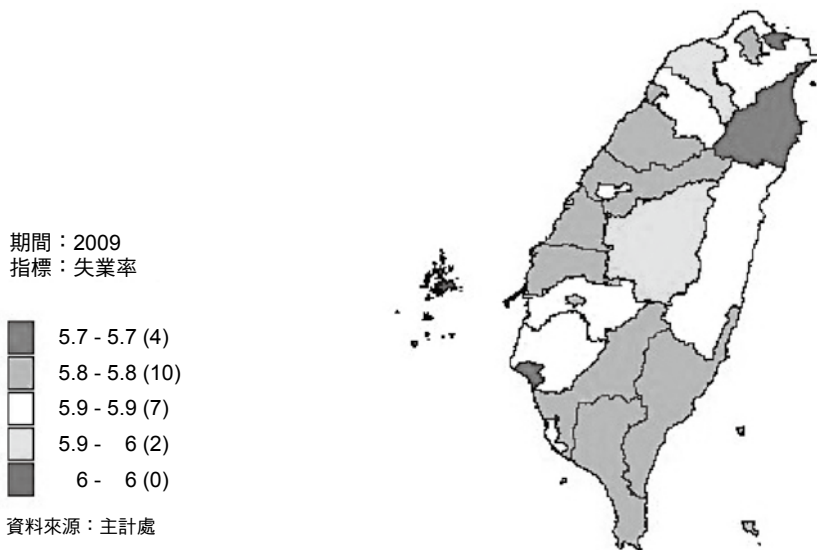 期間：2009
指標：失業率
5.7 - 5.7 (4)
5.8 - 5.8 (10)
5.9 - 5.9 (7)
5.9 - 6 (2)
6 - 6 (0)
資料來源：主計處